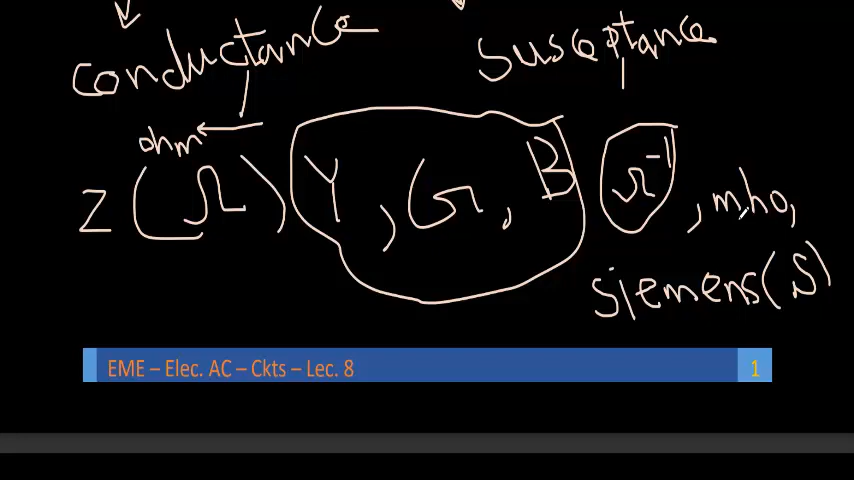 conductance susceptance
ohm
Z (Ω) Y, G, B Ω⁻¹, mho,
siemens(S)
EME – Elec. AC – Ckts – Lec. 8 1